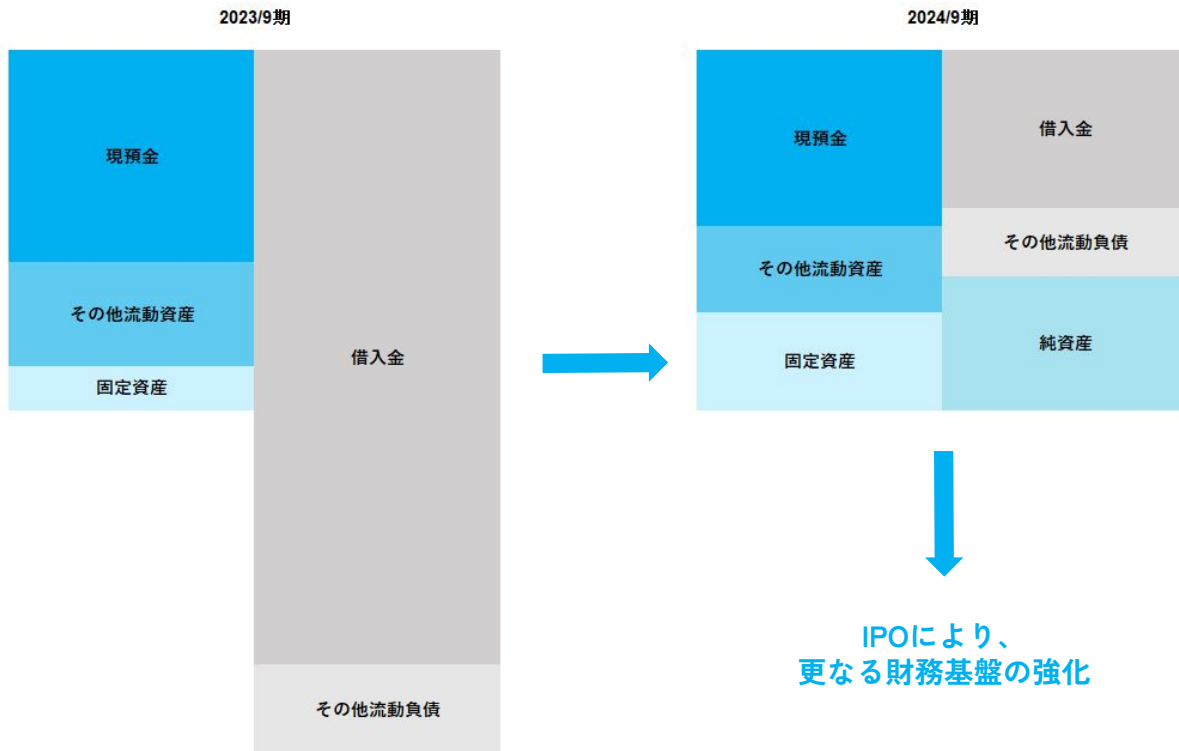 2023/9期
現預金
その他流動資産
固定資産
借入金
その他流動負債
2024/9期
現預金
その他流動資産
固定資産
借入金
その他流動負債
純資産
IPOにより、
更なる財務基盤の強化